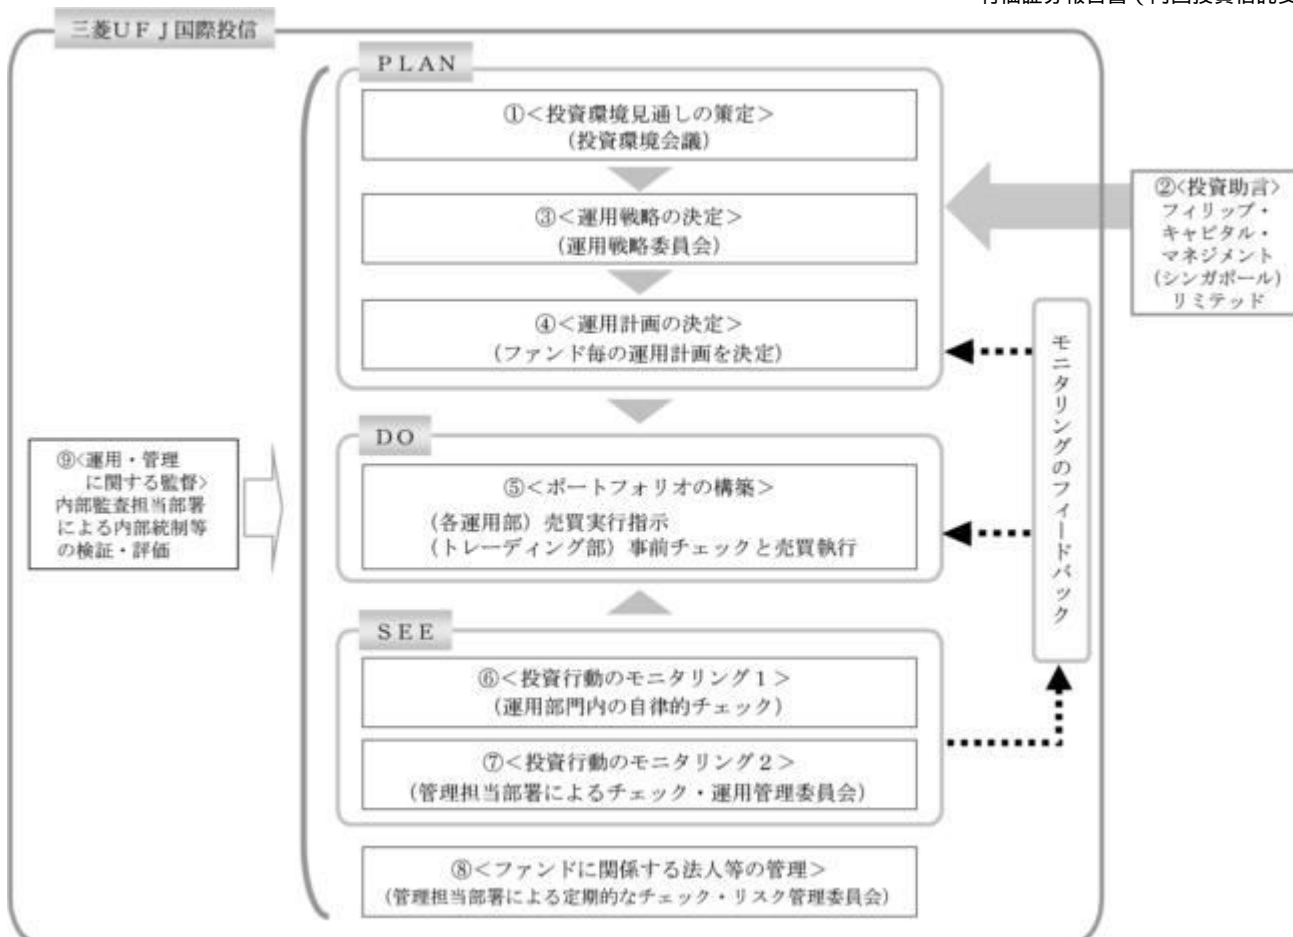 三菱ＵＦＪ国際投信
ＰＬＡＮ
①＜投資環境見通しの策定＞
（投資環境会議）
②＜投資助言＞
フィリップ・
キャピタル・
マネジメント
（シンガポール）
リミテッド
③＜運用戦略の決定＞
（運用戦略委員会）
④＜運用計画の決定＞
（ファンド毎の運用計画を決定）
モニタリングのフィードバック
ＤＯ
⑤＜ポートフォリオの構築＞
（各運用部）売買実行指示
（トレーディング部）事前チェックと売買執行
⑨＜運用・管理
に関する監督＞
内部監査担当部署
による内部統制等
の検証・評価
ＳＥＥ
⑥＜投資行動のモニタリング１＞
（運用部門内の自律的チェック）
⑦＜投資行動のモニタリング２＞
（管理担当部署によるチェック・運用管理委員会）
⑧＜ファンドに関係する法人等の管理＞
（管理担当部署による定期的なチェック・リスク管理委員会）